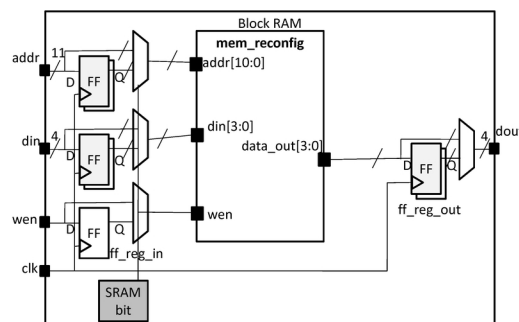 Block RAM
mem_reconfig
addr
11
FF
D
Q
addr[10:0]
din
4
FF
D
Q
din[3:0]
data_out[3:0]
FF
D
Q
4
dou
ff_reg_out
wen
FF
D
Q
wen
ff_reg_in
clk
SRAM
bit